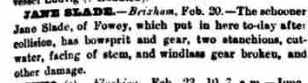 JANE SLADE.—Brixham, Feb. 20.—The schooner
Jane Slade, of Fowey, which put in here to-day after
collision, has bowsprit and gear, two stanchions, cut-
water, facing of stem, and windlass gear broken, and
other damage.